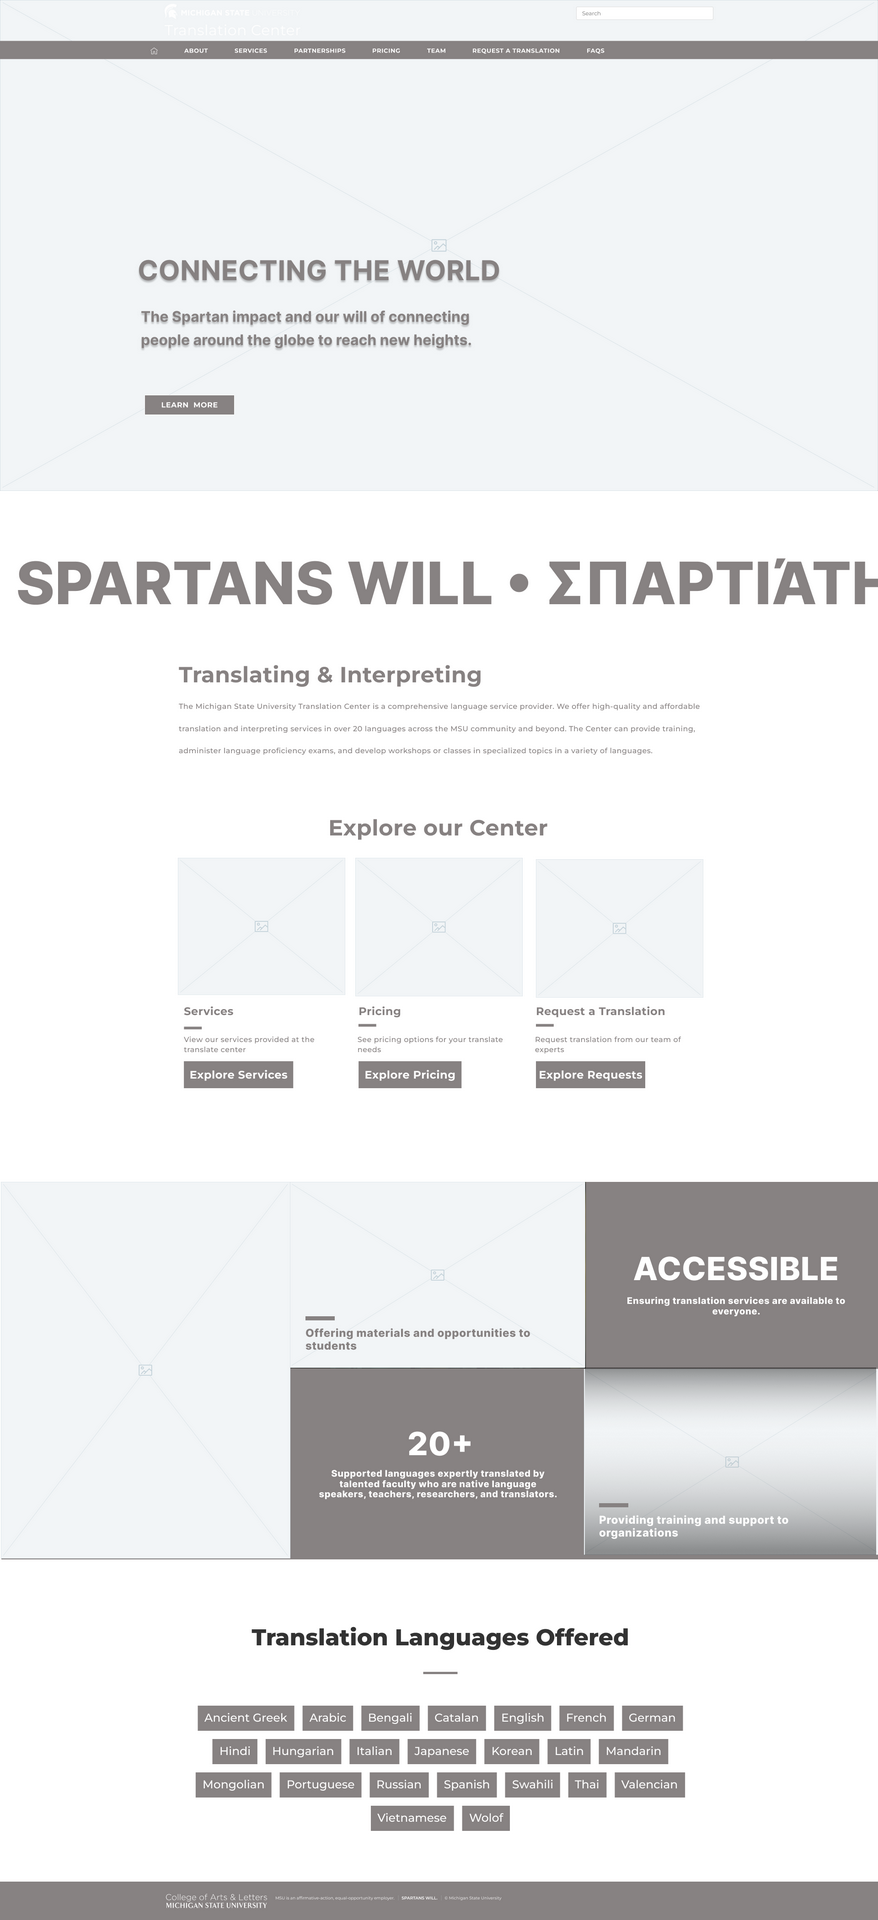 MICHIGAN STATE UNIVERSITY
Translation Center
Search
ABOUT SERVICES PARTNERSHIPS PRICING TEAM REQUEST A TRANSLATION FAQS
CONNECTING THE WORLD
The Spartan impact and our will of connecting
people around the globe to reach new heights.
LEARN MORE
SPARTANS WILL • ΣΠΑΡΤΙΆΤΗ
Translating & Interpreting
The Michigan State University Translation Center is a comprehensive language service provider. We offer high-quality and affordable
translation and interpreting services in over 20 languages across the MSU community and beyond. The Center can provide training,
administer language proficiency exams, and develop workshops or classes in specialized topics in a variety of languages.
Explore our Center
Services
View our services provided at the
translate center
Explore Services
Pricing
See pricing options for your translate
needs
Explore Pricing
Request a Translation
Request translation from our team of
experts
Explore Requests
Offering materials and opportunities to
students
ACCESSIBLE
Ensuring translation services are available to
everyone.
20+
Supported languages expertly translated by
talented faculty who are native language
speakers, teachers, researchers, and translators.
Providing training and support to
organizations
Translation Languages Offered
Ancient Greek Arabic Bengali Catalan English French German
Hindi Hungarian Italian Japanese Korean Latin Mandarin
Mongolian Portuguese Russian Spanish Swahili Thai Valencian
Vietnamese Wolof
College of Arts & Letters
MICHIGAN STATE UNIVERSITY
MSU is an affirmative-action, equal-opportunity employer. SPARTANS WILL. © Michigan State University